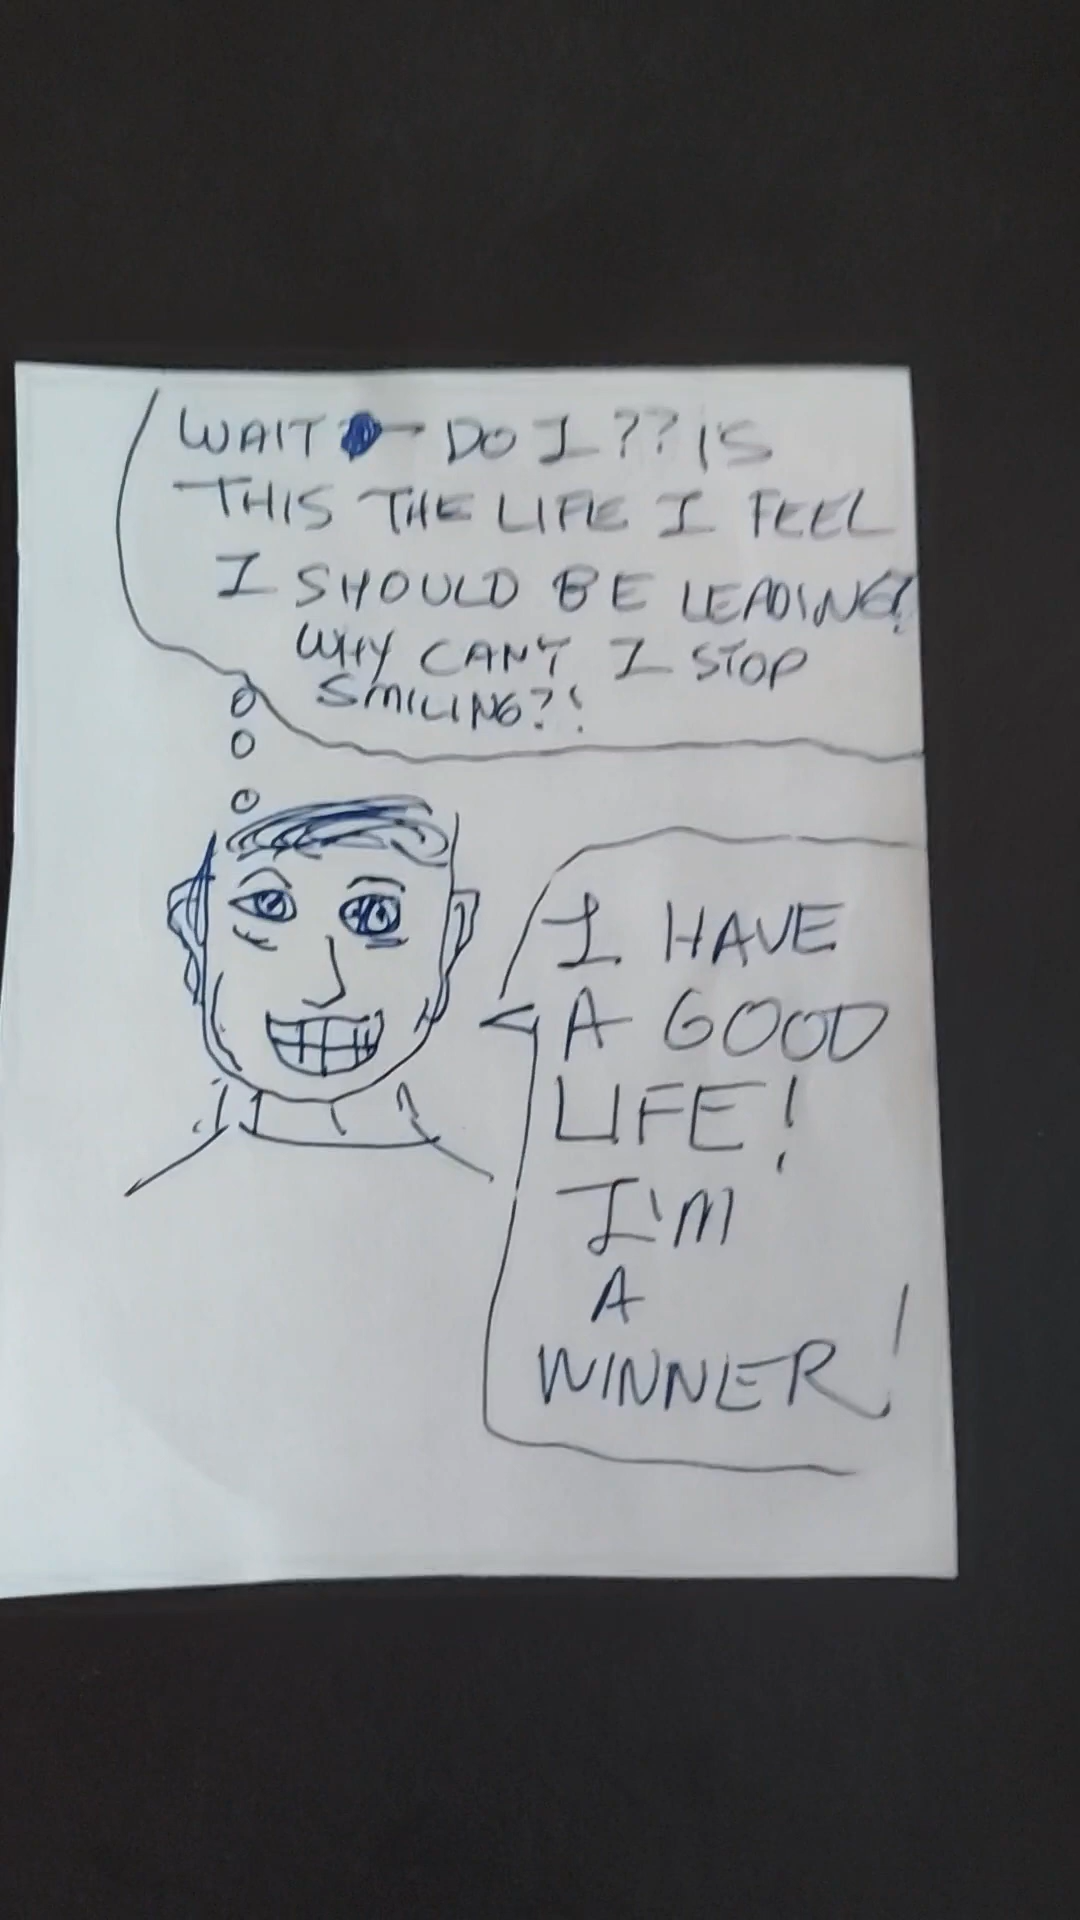 WAIT - DO I?? IS
THIS THE LIFE I FEEL
I SHOULD BE LEADING?
WHY CAN'T I STOP
SMILING?!
I HAVE
A GOOD
LIFE!
I'M
A
WINNER!